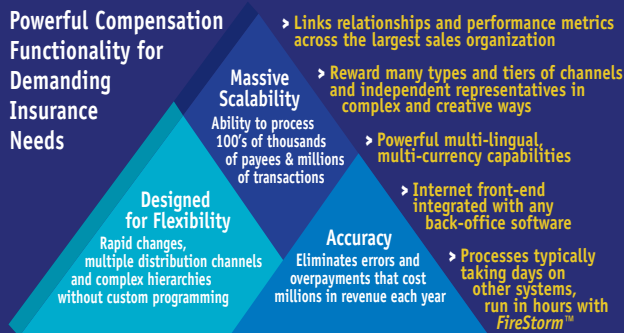 Powerful Compensation
Functionality for
Demanding
Insurance
Needs
Massive
Scalability
Ability to process
100's of thousands
of payees & millions
of transactions
Designed
for Flexibility
Rapid changes,
multiple distribution channels
and complex hierarchies
without custom programming
Accuracy
Eliminates errors and
overpayments that cost
millions in revenue each year
> Links relationships and performance metrics
across the largest sales organization
> Reward many types and tiers of channels
and independent representatives in
complex and creative ways
> Powerful multi-lingual,
multi-currency capabilities
> Internet front-end
integrated with any
back-office software
> Processes typically
taking days on
other systems,
run in hours with
FireStorm™